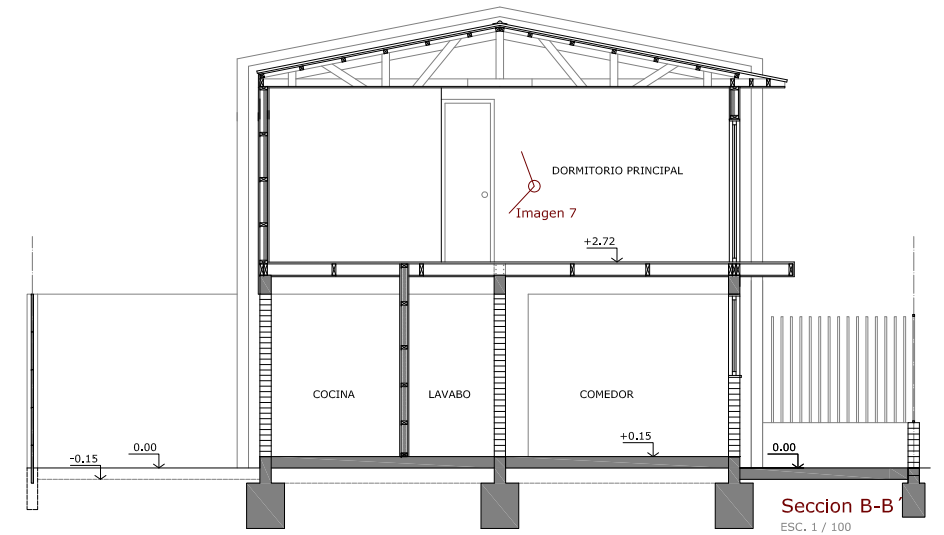 DORMITORIO PRINCIPAL
Imagen 7
+2.72
COCINA
LAVABO
COMEDOR
+0.15
0.00
0.00
-0.15
Seccion B-B´
ESC. 1 / 100